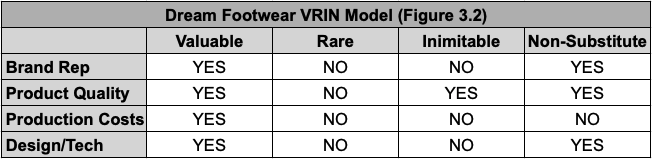 Dream Footwear VRIN Model (Figure 3.2)
Valuable Rare Inimitable Non-Substitute
Brand Rep YES NO NO YES
Product Quality YES NO YES YES
Production Costs YES NO NO NO
Design/Tech YES NO NO YES